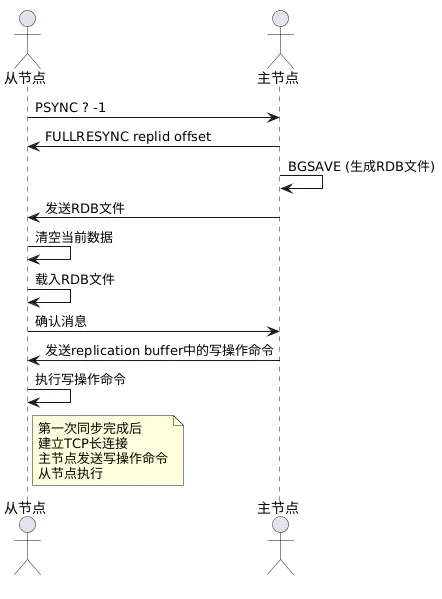 从节点
主节点
PSYNC ? -1
FULLRESYNC replid offset
BGSAVE (生成RDB文件)
发送RDB文件
清空当前数据
载入RDB文件
确认消息
发送replication buffer中的写操作命令
执行写操作命令
第一次同步完成后
建立TCP长连接
主节点发送写操作命令
从节点执行
从节点
主节点